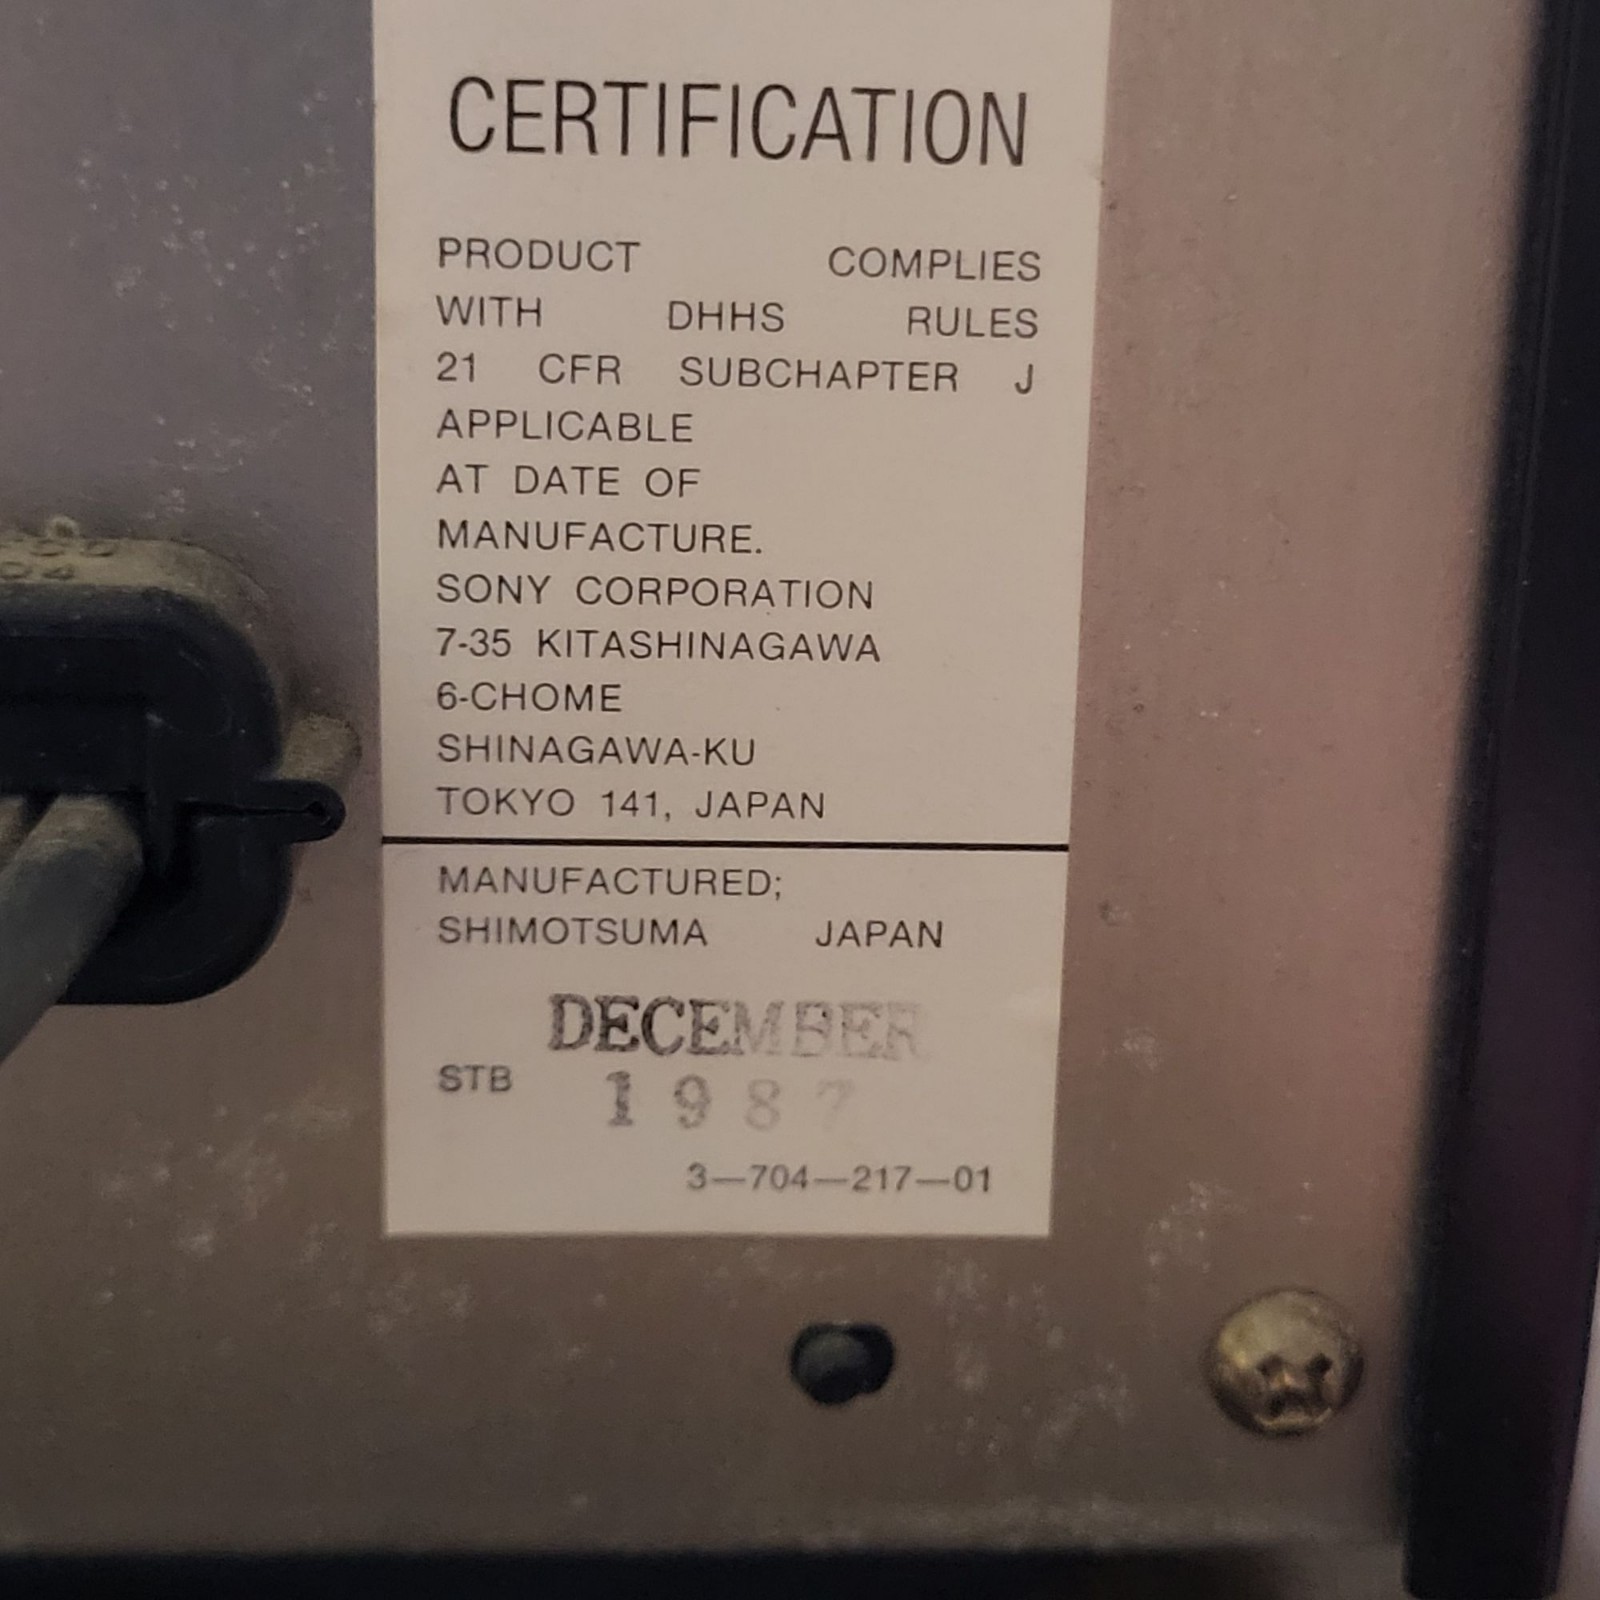 CERTIFICATION
PRODUCT COMPLIES
WITH DHHS RULES
21 CFR SUBCHAPTER J
APPLICABLE
AT DATE OF
MANUFACTURE.
SONY CORPORATION
7-35 KITASHINAGAWA
6-CHOME
SHINAGAWA-KU
TOKYO 141, JAPAN
MANUFACTURED;
SHIMOTSUMA JAPAN
DECEMBER
STB 1987
3—704—217—01